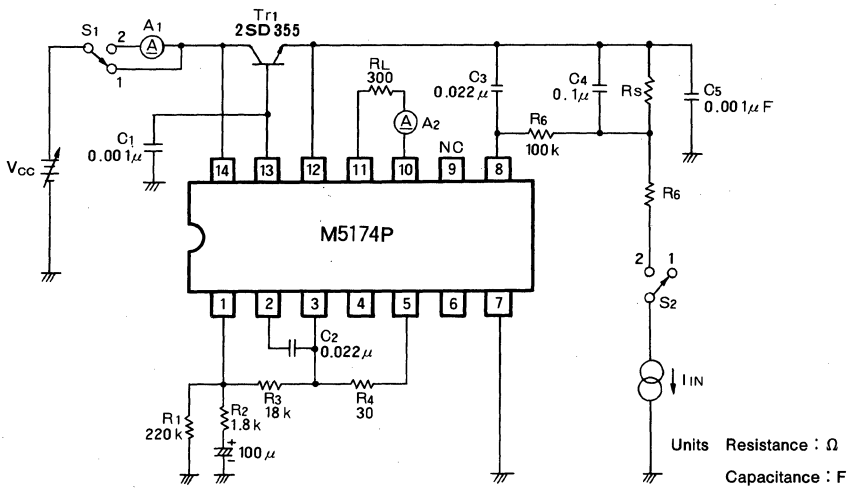 Tr1
2SD 355
S1
2
A1
A
1
RL
300
A
A2
C3
0.022μ
C4
0.1μ
RS
C5
0.001μF
C1
0.001μ
R6
100k
NC
VCC
14
13
12
11
10
9
8
R6
M5174P
2
1
S2
1
2
3
4
5
6
7
C2
0.022μ
IIN
R1
220k
R2
1.8k
R3
18k
R4
30
+
−
100μ
Units Resistance : Ω
Capacitance : F